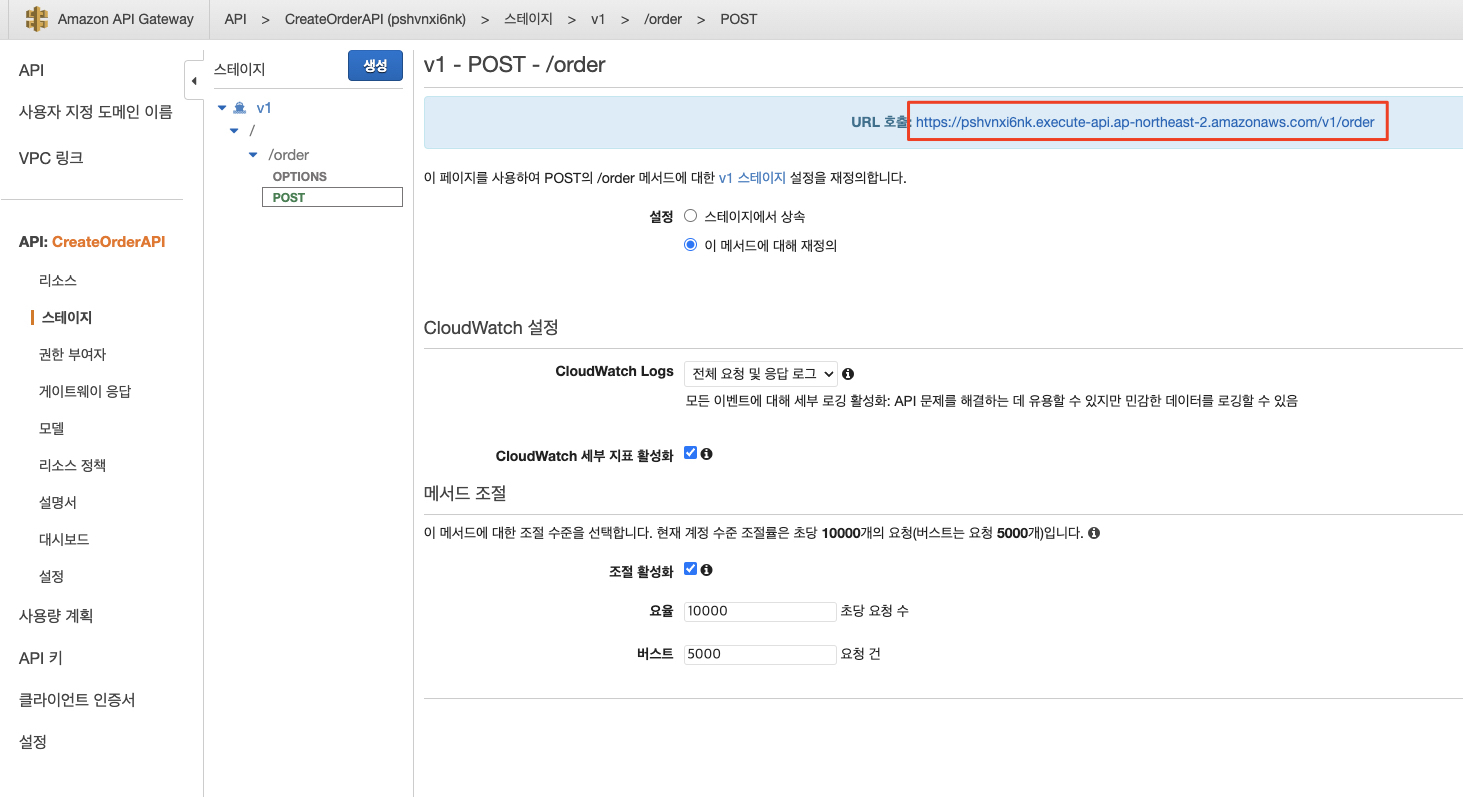 Amazon API Gateway
API > CreateOrderAPI (pshvnxi6nk) > 스테이지 > v1 > /order > POST
API
사용자 지정 도메인 이름
VPC 링크
API: CreateOrderAPI
리소스
스테이지
권한 부여자
게이트웨이 응답
모델
리소스 정책
설명서
대시보드
설정
사용량 계획
API 키
클라이언트 인증서
설정
스테이지
생성
v1
/
/order
OPTIONS
POST
v1 - POST - /order
URL 호출: https://pshvnxi6nk.execute-api.ap-northeast-2.amazonaws.com/v1/order
이 페이지를 사용하여 POST의 /order 메서드에 대한 v1 스테이지 설정을 재정의합니다.
설정 스테이지에서 상속
이 메서드에 대해 재정의
CloudWatch 설정
CloudWatch Logs 전체 요청 및 응답 로그
모든 이벤트에 대해 세부 로깅 활성화: API 문제를 해결하는 데 유용할 수 있지만 민감한 데이터를 로깅할 수 있음
CloudWatch 세부 지표 활성화
메서드 조절
이 메서드에 대한 조절 수준을 선택합니다. 현재 계정 수준 조절률은 초당 10000개의 요청(버스트는 요청 5000개)입니다.
조절 활성화
요율 10000 초당 요청 수
버스트 5000 요청 건